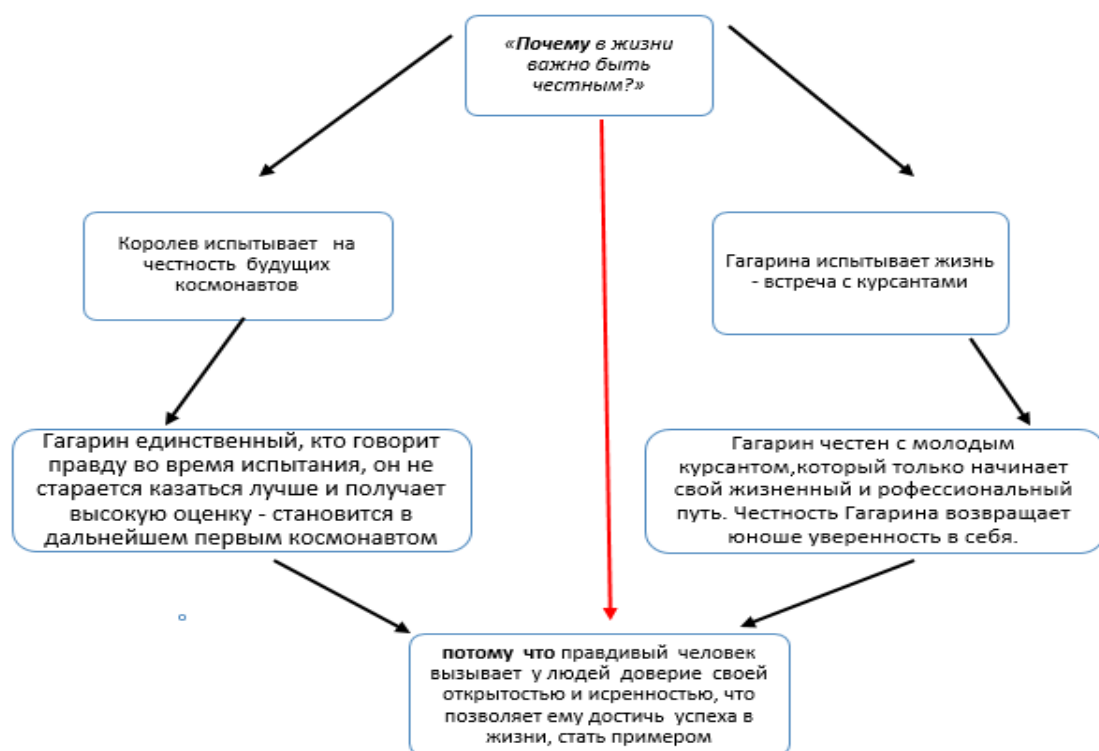 «Почему в жизни
важно быть
честным?»
Королев испытывает на
честность будущих
космонавтов
Гагарина испытывает жизнь
- встреча с курсантами
Гагарин единственный, кто говорит
правду во время испытания, он не
старается казаться лучше и получает
высокую оценку - становится в
дальнейшем первым космонавтом
Гагарин честен с молодым
курсантом,который только начинает
свой жизненный и рофессиональный
путь. Честность Гагарина возвращает
юноше уверенность в себя.
потому что правдивый человек
вызывает у людей доверие своей
открытостью и исренностью, что
позволяет ему достичь успеха в
жизни, стать примером